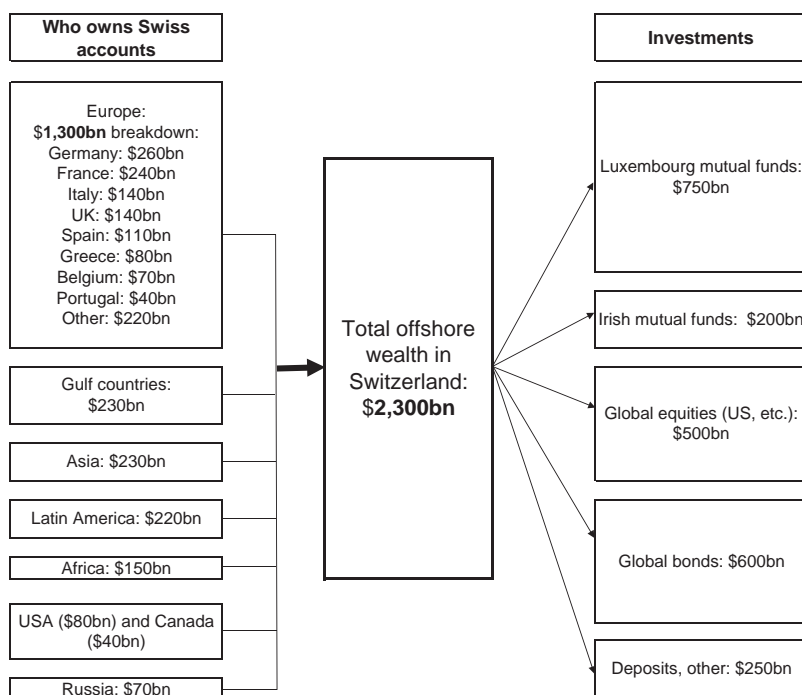 Who owns Swiss
accounts
Europe:
$1,300bn breakdown:
Germany: $260bn
France: $240bn
Italy: $140bn
UK: $140bn
Spain: $110bn
Greece: $80bn
Belgium: $70bn
Portugal: $40bn
Other: $220bn
Gulf countries:
$230bn
Asia: $230bn
Latin America: $220bn
Africa: $150bn
USA ($80bn) and Canada
($40bn)
Russia: $70bn
Total offshore
wealth in
Switzerland:
$2,300bn
Investments
Luxembourg mutual funds:
$750bn
Irish mutual funds: $200bn
Global equities (US, etc.):
$500bn
Global bonds: $600bn
Deposits, other: $250bn